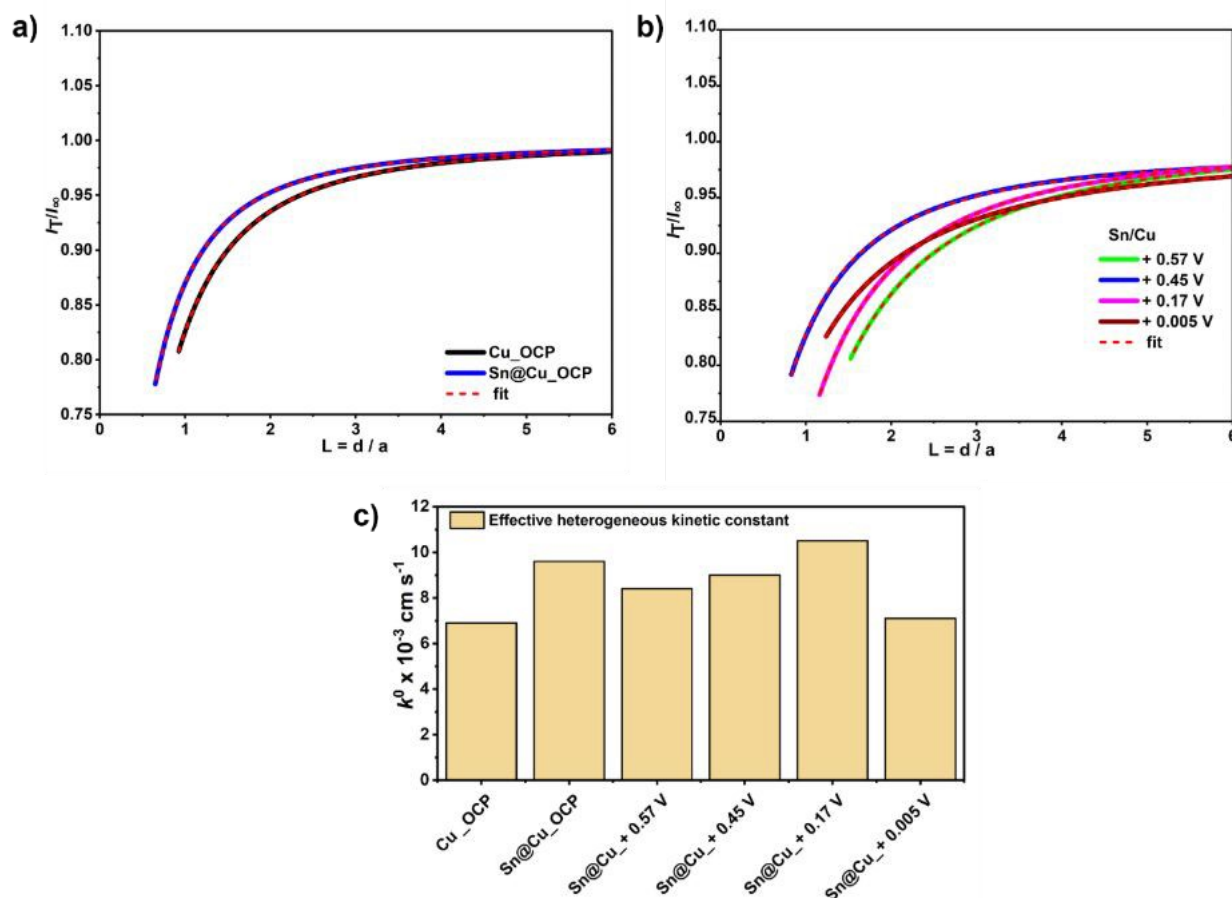 a)
1.10
1.05
1.00
0.95
0.90
0.85
0.80
0.75
I_T/I_∞
0 1 2 3 4 5 6
L = d / a
Cu_OCP
Sn@Cu_OCP
fit
b)
1.10
1.05
1.00
0.95
0.90
0.85
0.80
0.75
I_T/I_∞
0 1 2 3 4 5 6
L = d / a
Sn/Cu
+ 0.57 V
+ 0.45 V
+ 0.17 V
+ 0.005 V
fit
c)
12
10
8
6
4
2
0
k⁰ x 10⁻³ cm s⁻¹
Effective heterogeneous kinetic constant
Cu _OCP
Sn@Cu_OCP
Sn@Cu_+ 0.57 V
Sn@Cu_+ 0.45 V
Sn@Cu_+ 0.17 V
Sn@Cu_+ 0.005 V